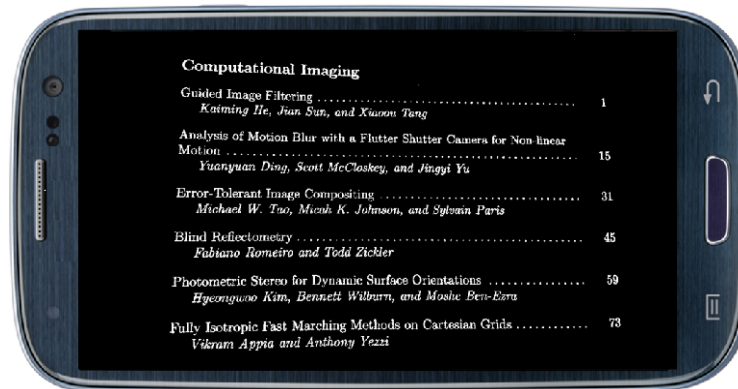 Computational Imaging
Guided Image Filtering ........................................ 1
Kaiming He, Jian Sun, and Xiaoou Tang
Analysis of Motion Blur with a Flutter Shutter Camera for Non-linear
Motion ........................................................ 15
Yuanyuan Ding, Scott McCloskey, and Jingyi Yu
Error-Tolerant Image Compositing .............................. 31
Michael W. Tao, Micah K. Johnson, and Sylvain Paris
Blind Reflectometry ........................................... 45
Fabiano Romeiro and Todd Zickler
Photometric Stereo for Dynamic Surface Orientations ........... 59
Hyeongwoo Kim, Bennett Wilburn, and Moshe Ben-Ezra
Fully Isotropic Fast Marching Methods on Cartesian Grids ............ 73
Vikram Appia and Anthony Yezzi